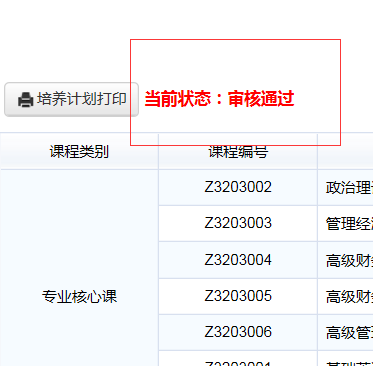 培养计划打印 当前状态：审核通过
课程类别 课程编号
Z3203002 政治理
Z3203003 管理经
Z3203004 高级财
专业核心课 Z3203005 高级财
Z3203006 高级管